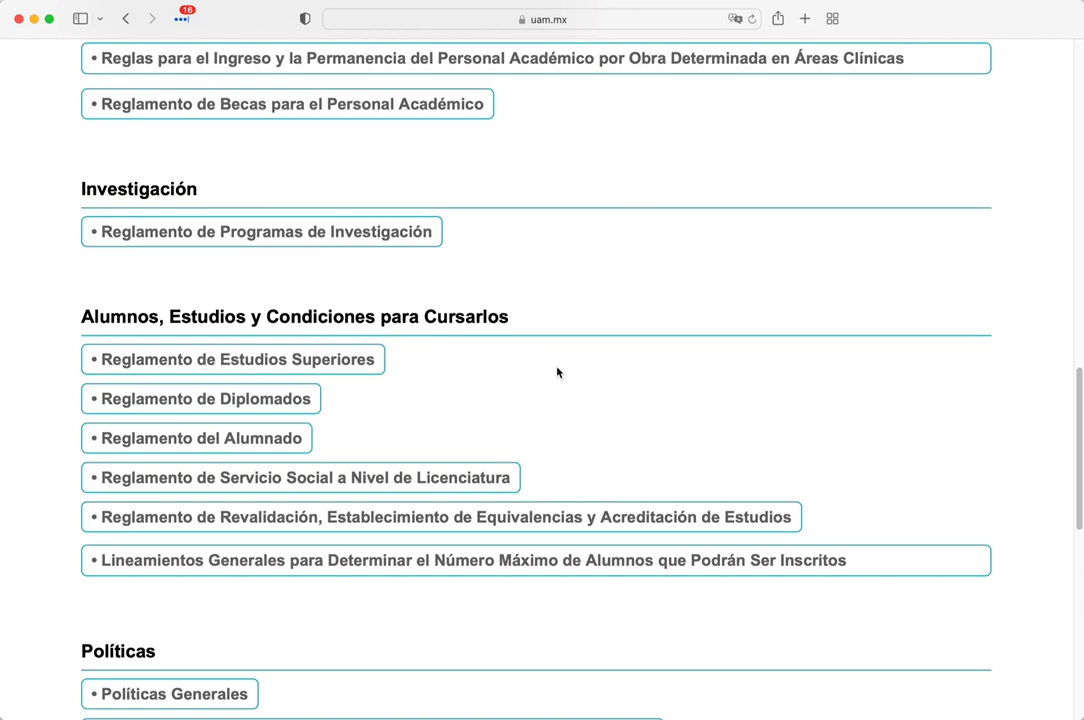 16
uam.mx
• Reglas para el Ingreso y la Permanencia del Personal Académico por Obra Determinada en Áreas Clínicas
• Reglamento de Becas para el Personal Académico
Investigación
• Reglamento de Programas de Investigación
Alumnos, Estudios y Condiciones para Cursarlos
• Reglamento de Estudios Superiores
• Reglamento de Diplomados
• Reglamento del Alumnado
• Reglamento de Servicio Social a Nivel de Licenciatura
• Reglamento de Revalidación, Establecimiento de Equivalencias y Acreditación de Estudios
• Lineamientos Generales para Determinar el Número Máximo de Alumnos que Podrán Ser Inscritos
Políticas
• Políticas Generales